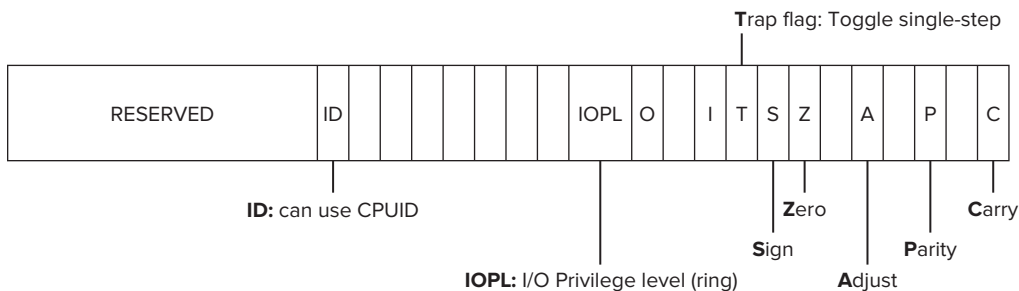 Trap flag: Toggle single-step
RESERVED ID IOPL O I T S Z A P C
ID: can use CPUID Zero Carry
Sign Parity
IOPL: I/O Privilege level (ring) Adjust